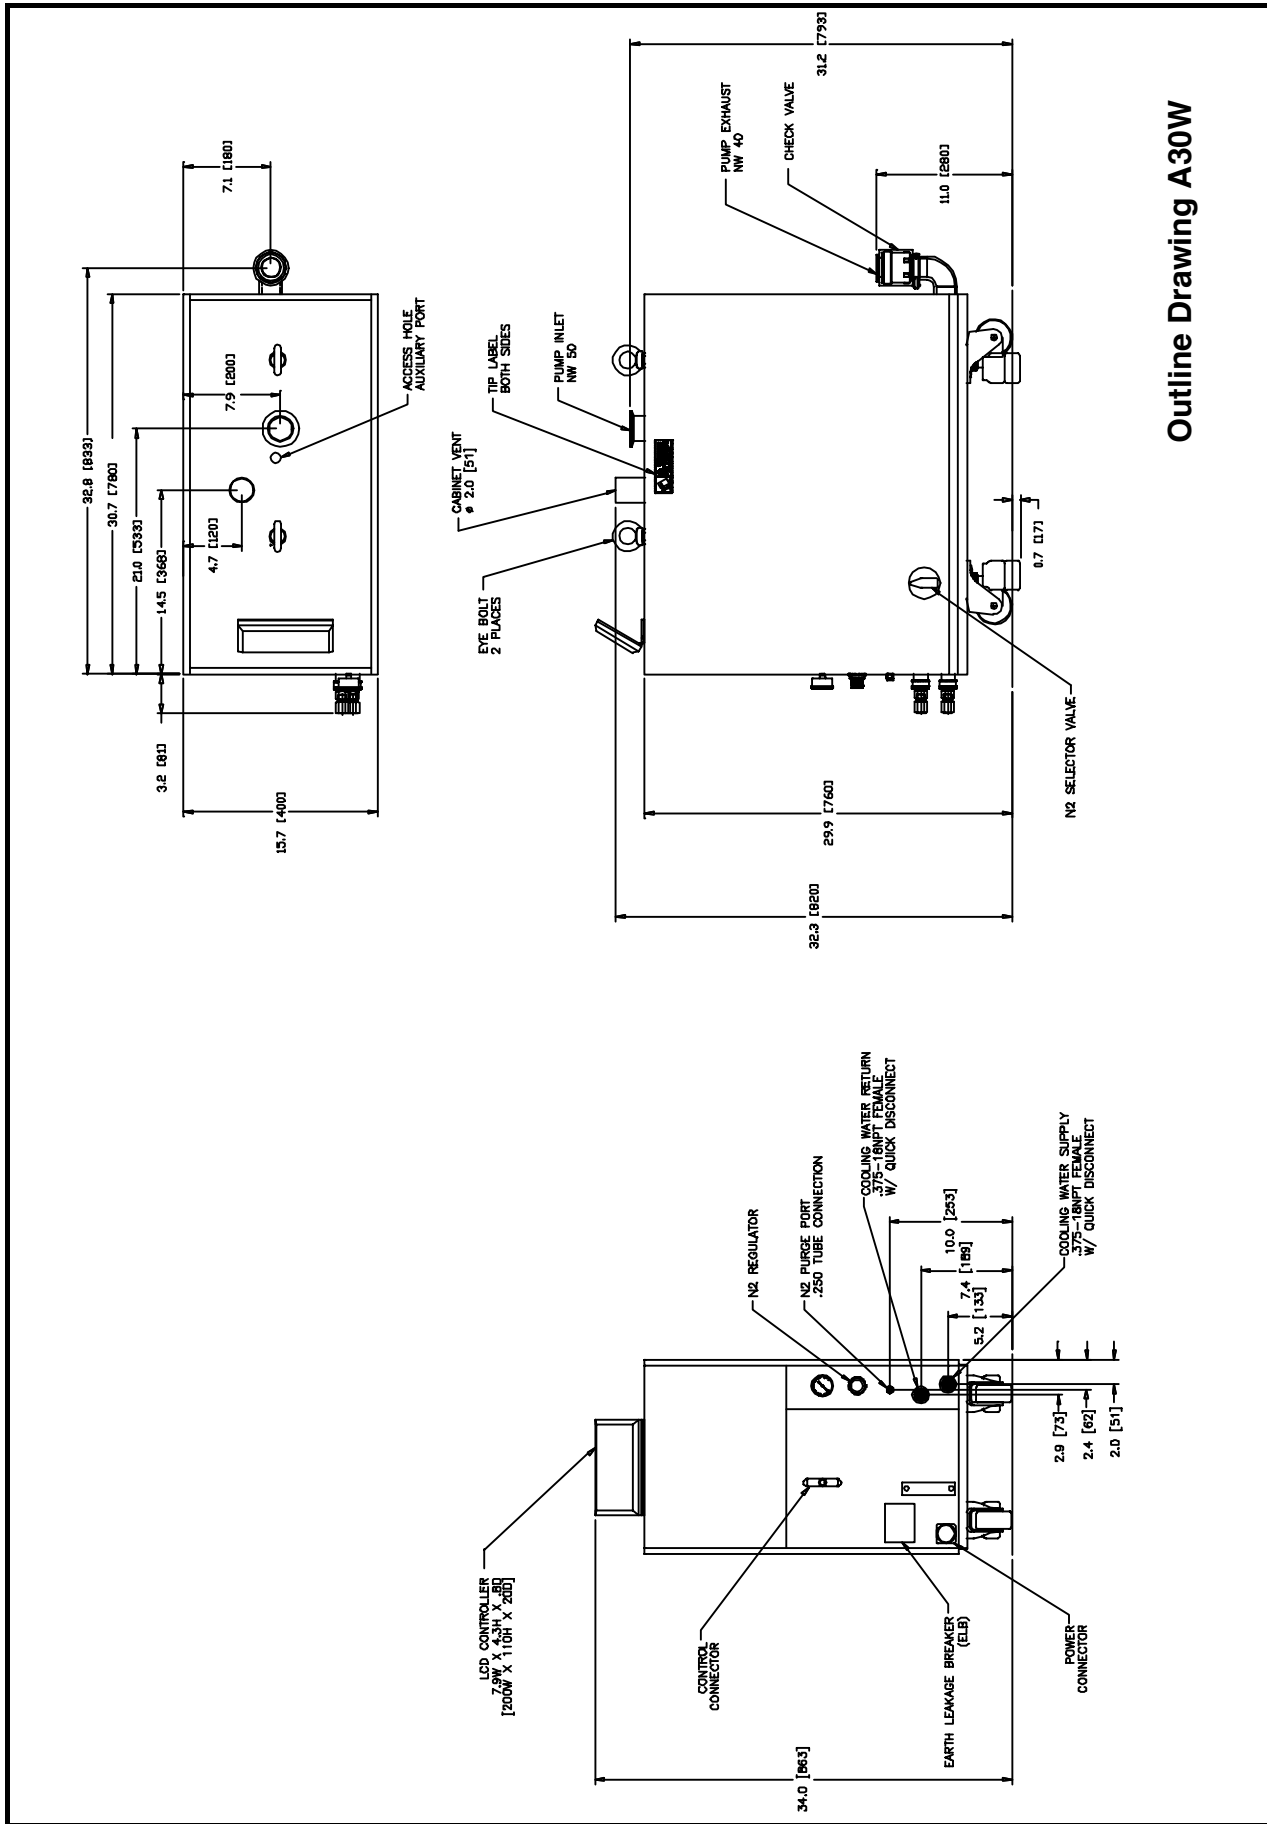 Outline Drawing A30W
32.8 [833]
30.7 [780]
21.0 [533]
14.5 [368]
3.2 [81]
4.7 [120]
7.9 [200]
7.1 [180]
15.7 [400]
ACCESS HOLE
AUXILIARY PORT
EYE BOLT
2 PLACES
CABINET VENT
ø 2.0 [51]
TIP LABEL
BOTH SIDES
PUMP INLET
NW 50
PUMP EXHAUST
NW 40
CHECK VALVE
31.2 [793]
11.0 [280]
0.7 [17]
N2 SELECTOR VALVE
29.9 [760]
32.3 [820]
LCD CONTROLLER
7.9W X 4.3H X .8D
[200W X 110H X 20D]
N2 REGULATOR
N2 PURGE PORT
.250 TUBE CONNECTION
COOLING WATER RETURN
.375-18NPT FEMALE
W/ QUICK DISCONNECT
COOLING WATER SUPPLY
.375-18NPT FEMALE
W/ QUICK DISCONNECT
10.0 [253]
7.4 [189]
5.2 [133]
2.9 [73]
2.4 [62]
2.0 [51]
CONTROL
CONNECTOR
EARTH LEAKAGE BREAKER
(ELB)
POWER
CONNECTOR
34.0 [863]